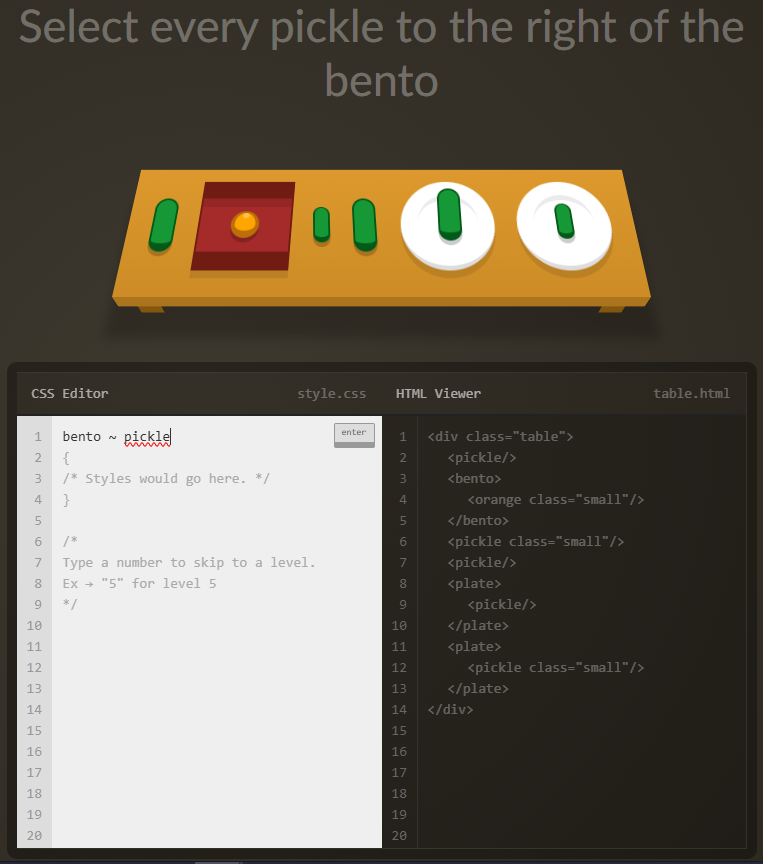 Select every pickle to the right of the
bento
CSS Editor
style.css
HTML Viewer
table.html
1 bento ~ pickle
enter
2 {
3 /* Styles would go here. */
4 }
5
6 /*
7 Type a number to skip to a level.
8 Ex → "5" for level 5
9 */
10
11
12
13
14
15
16
17
18
19
20
1 <div class="table">
2 <pickle/>
3 <bento>
4 <orange class="small"/>
5 </bento>
6 <pickle class="small"/>
7 <pickle/>
8 <plate>
9 <pickle/>
10 </plate>
11 <plate>
12 <pickle class="small"/>
13 </plate>
14 </div>
15
16
17
18
19
20